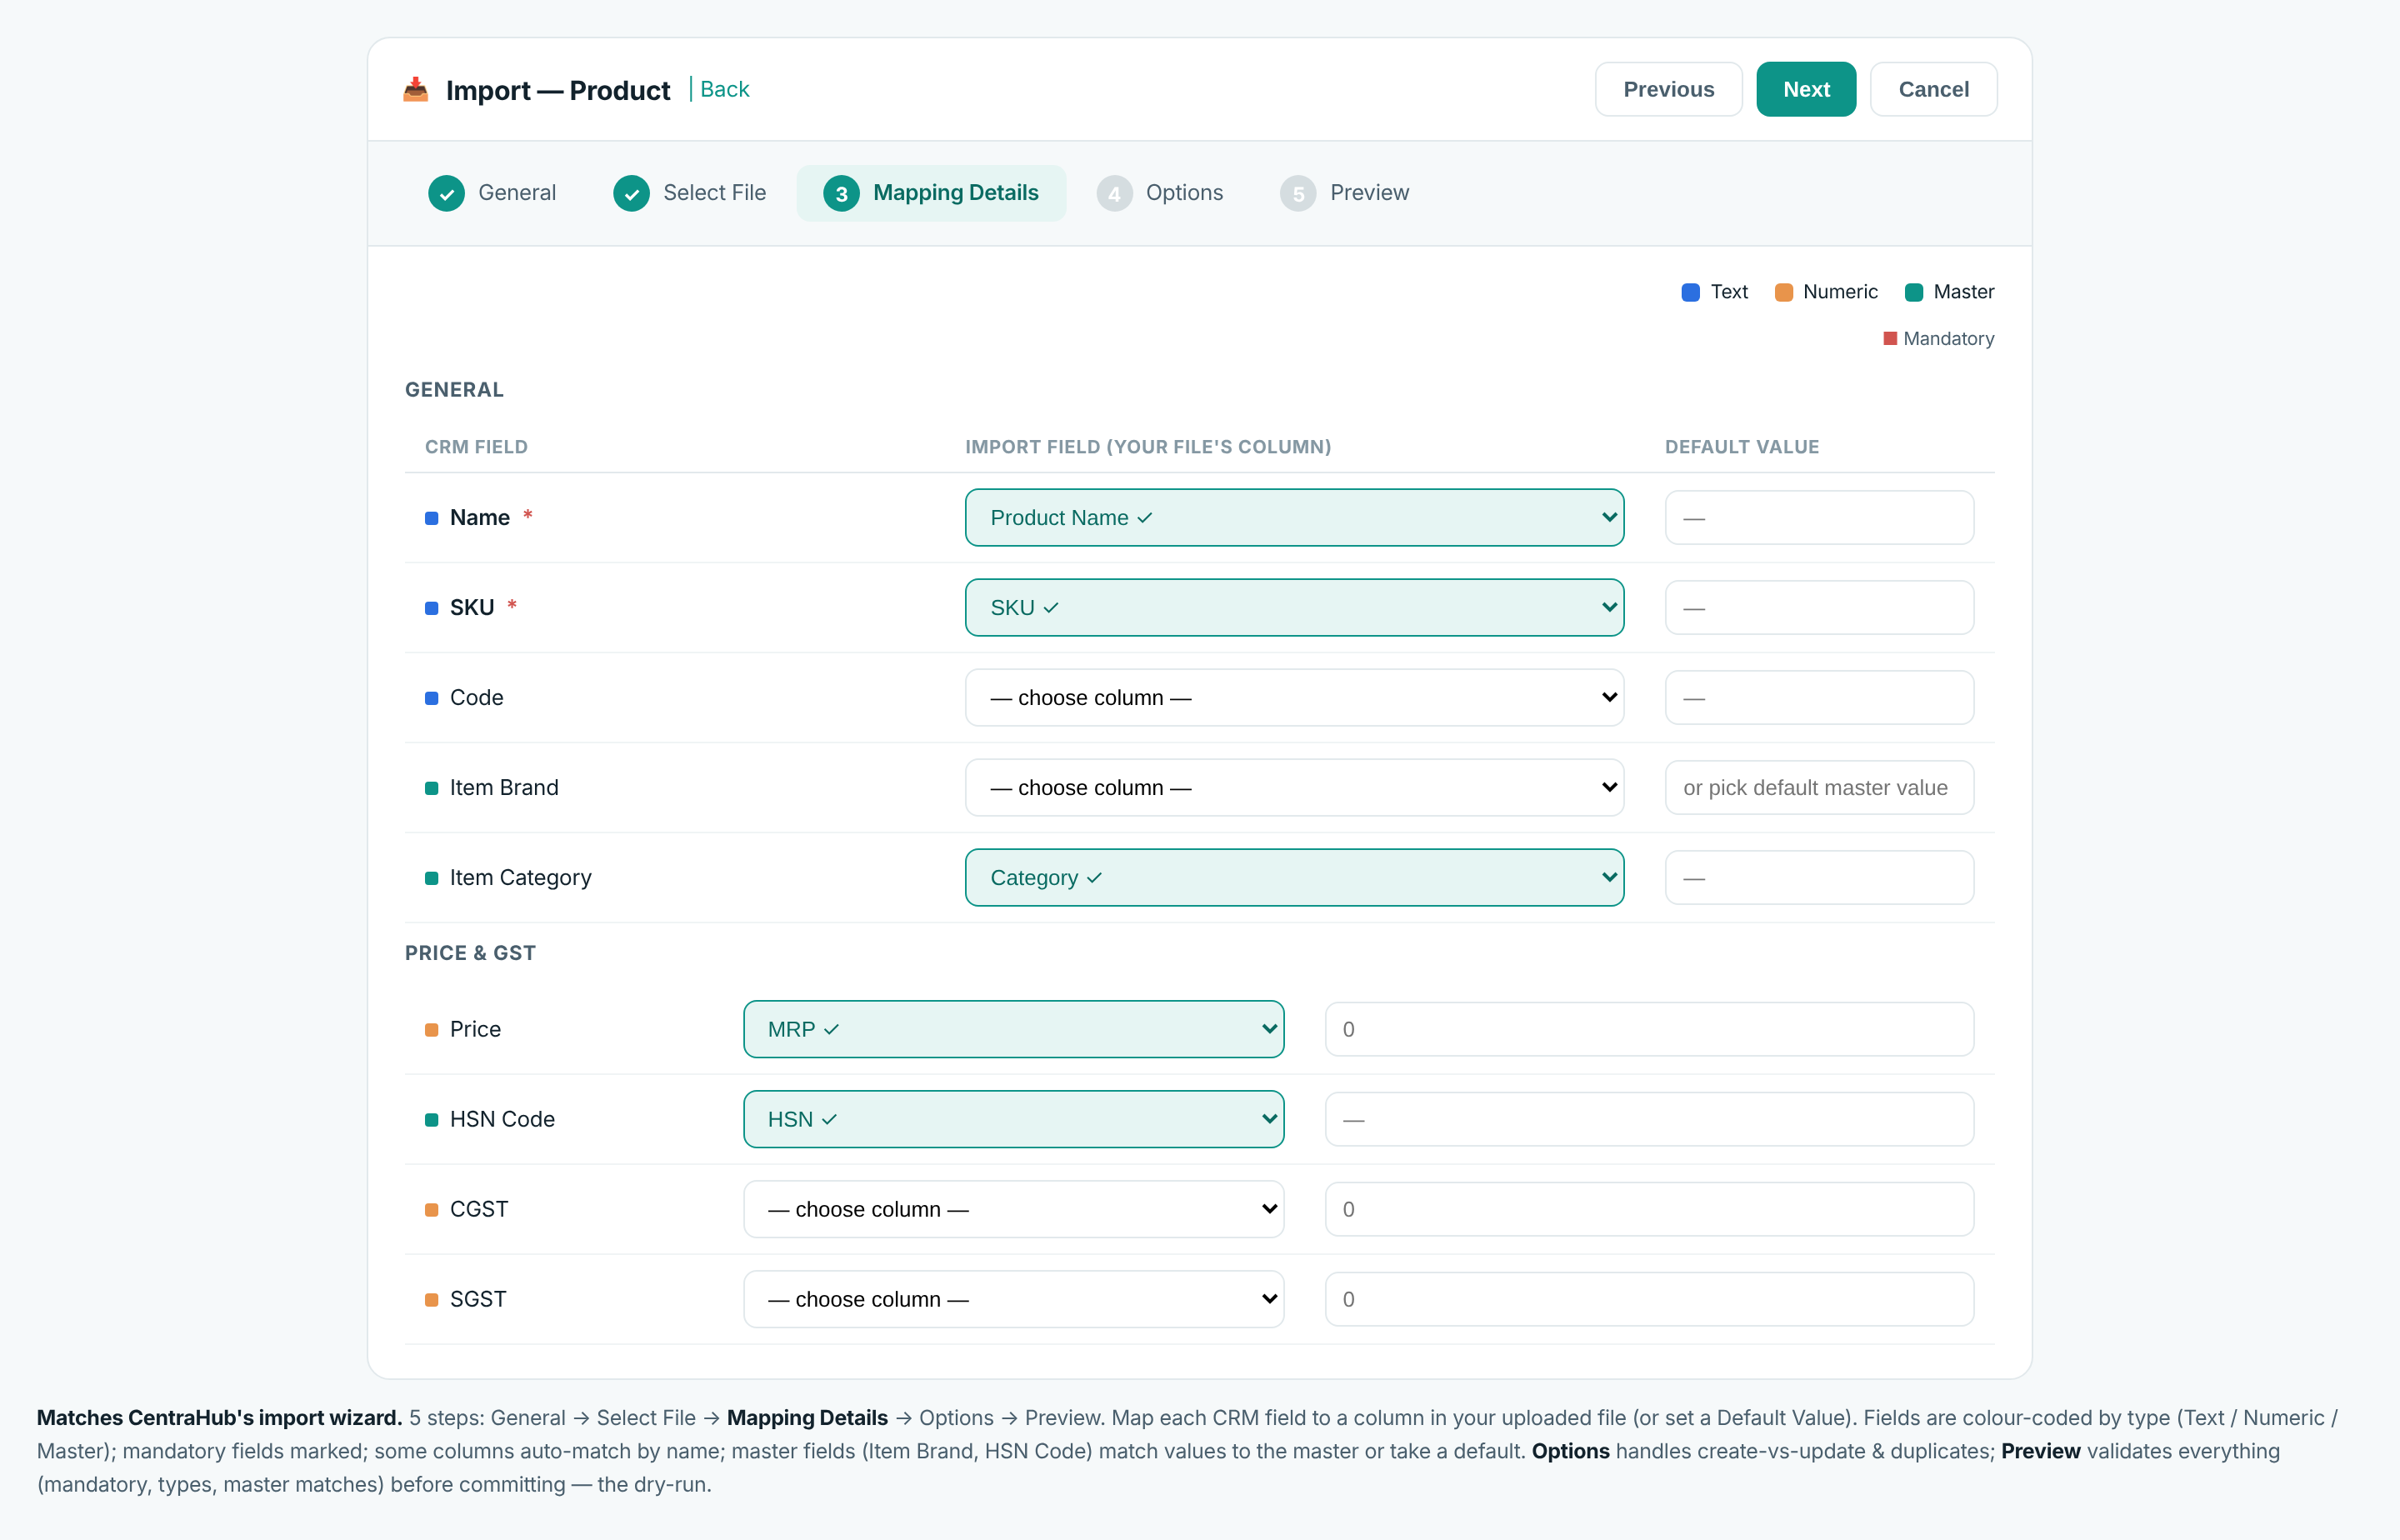 Import — Product | Back
Previous
Next
Cancel
General
Select File
3 Mapping Details
4 Options
5 Preview
Text
Numeric
Master
Mandatory
GENERAL
CRM FIELD
IMPORT FIELD (YOUR FILE'S COLUMN)
DEFAULT VALUE
Name *
Product Name ✓
—
SKU *
SKU ✓
—
Code
— choose column —
—
Item Brand
— choose column —
or pick default master value
Item Category
Category ✓
—
PRICE & GST
Price
MRP ✓
0
HSN Code
HSN ✓
—
CGST
— choose column —
0
SGST
— choose column —
0
Matches CentraHub's import wizard. 5 steps: General → Select File → Mapping Details → Options → Preview. Map each CRM field to a column in your uploaded file (or set a Default Value). Fields are colour-coded by type (Text / Numeric /
Master); mandatory fields marked; some columns auto-match by name; master fields (Item Brand, HSN Code) match values to the master or take a default. Options handles create-vs-update & duplicates; Preview validates everything
(mandatory, types, master matches) before committing — the dry-run.